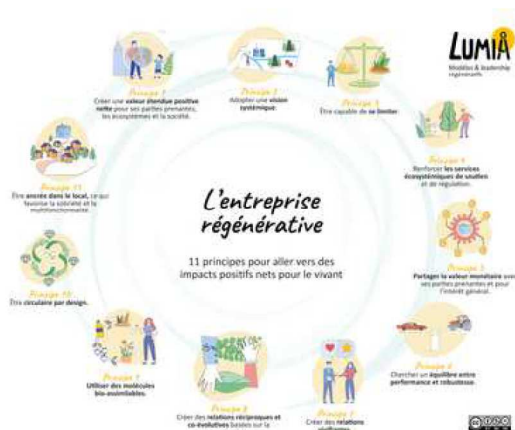 LUMIÅ
Modèles & leadership
régénératifs
L'entreprise
régénérative
11 principes pour aller vers des
impacts positifs nets pour le vivant
Principe 1
Créer une valeur étendue positive
nette pour ses parties prenantes,
les écosystèmes et la société.
Principe 2
Adopter une vision
systémique.
Principe 3
Être capable de se limiter.
Principe 4
Renforcer les services
écosystémiques de soutien
et de régulation.
Principe 5
Partager la valeur monétaire avec
ses parties prenantes et pour
l'intérêt général.
Principe 6
Chercher un équilibre entre
performance et robustesse.
Principe 7
Créer des relations
Principe 8
Créer des relations réciproques et
co-évolutives basées sur la
Principe 9
Utiliser des molécules
bio-assimilables.
Principe 10
Être circulaire par design.
Principe 11
Être ancrée dans le local, ce qui
favorise la sobriété et la
multifonctionnalité.